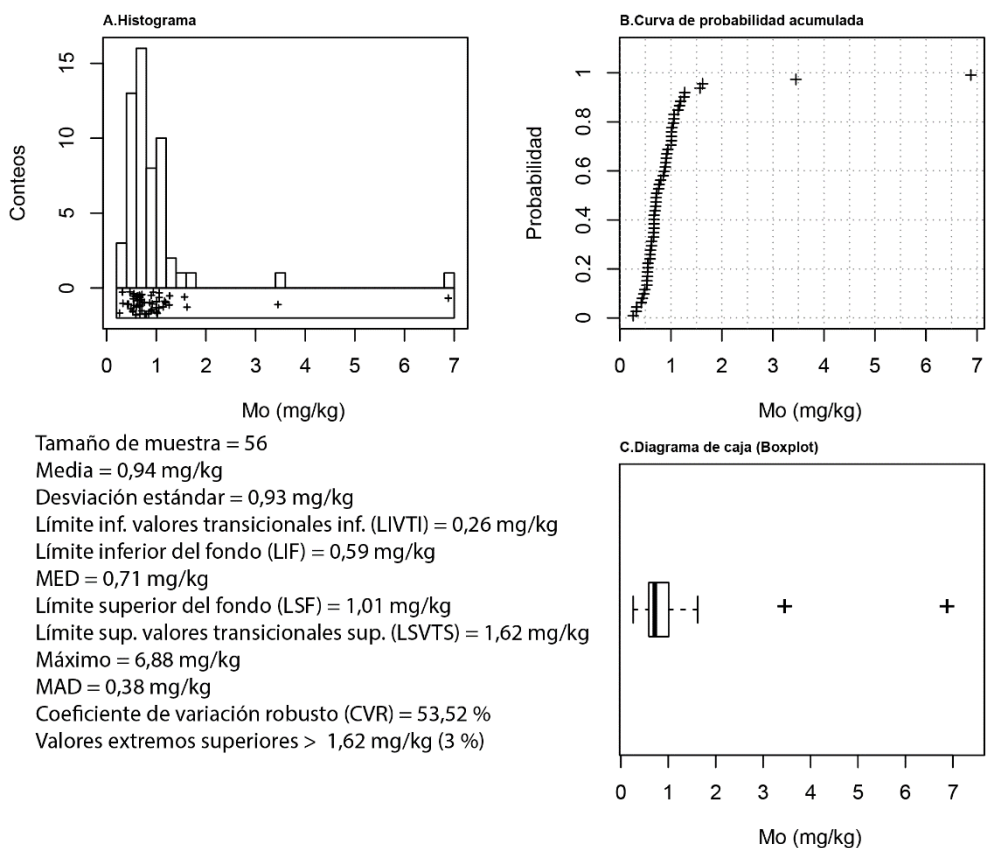 A.Histograma
15
10
5
0
Conteos
0 1 2 3 4 5 6 7
Mo (mg/kg)
B.Curva de probabilidad acumulada
1
0.8
0.6
0.4
0.2
0
Probabilidad
0 1 2 3 4 5 6 7
Mo (mg/kg)
Tamaño de muestra = 56
Media = 0,94 mg/kg
Desviación estándar = 0,93 mg/kg
Límite inf. valores transicionales inf. (LIVTI) = 0,26 mg/kg
Límite inferior del fondo (LIF) = 0,59 mg/kg
MED = 0,71 mg/kg
Límite superior del fondo (LSF) = 1,01 mg/kg
Límite sup. valores transicionales sup. (LSVTS) = 1,62 mg/kg
Máximo = 6,88 mg/kg
MAD = 0,38 mg/kg
Coeficiente de variación robusto (CVR) = 53,52 %
Valores extremos superiores > 1,62 mg/kg (3 %)
C.Diagrama de caja (Boxplot)
0 1 2 3 4 5 6 7
Mo (mg/kg)